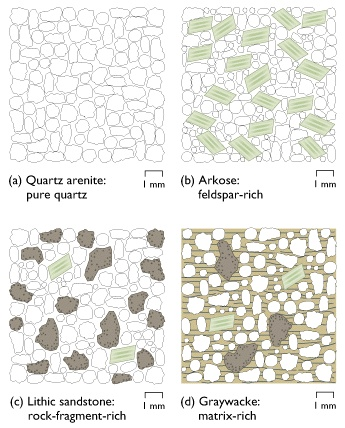 (a) Quartz arenite:
pure quartz
1 mm
(b) Arkose:
feldspar-rich
1 mm
(c) Lithic sandstone:
rock-fragment-rich
1 mm
(d) Graywacke:
matrix-rich
1 mm